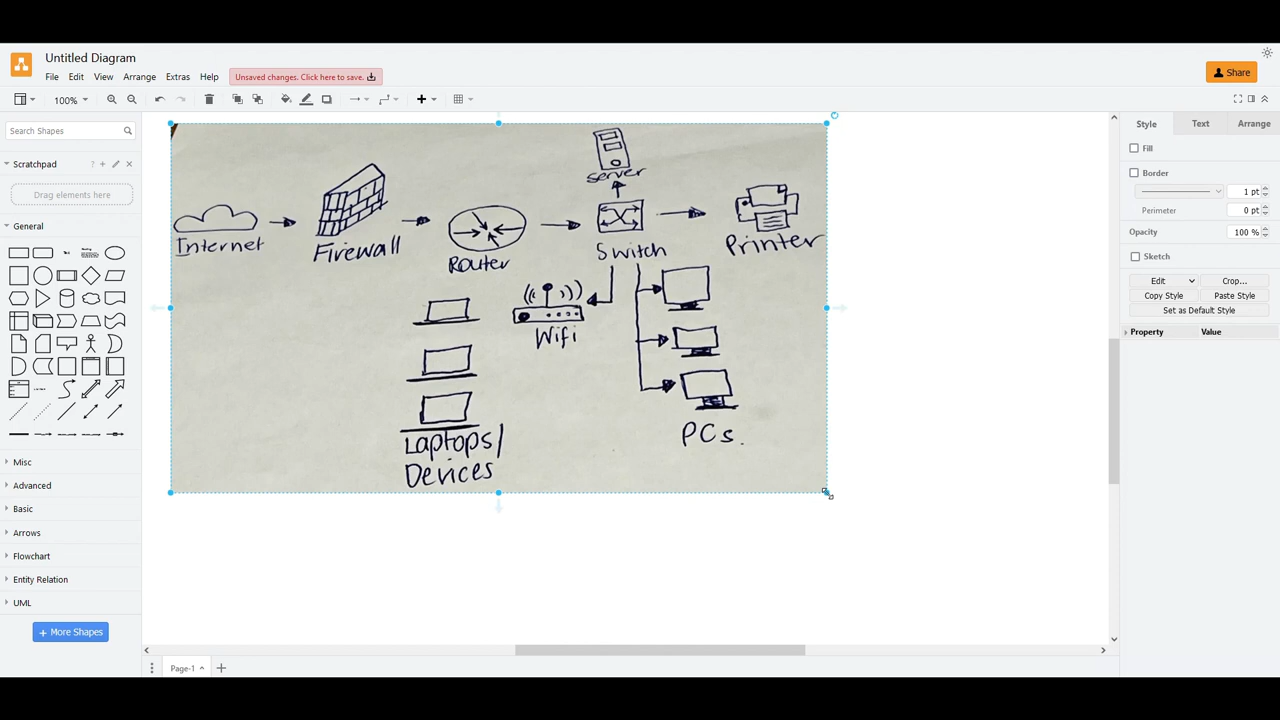 Untitled Diagram
File Edit View Arrange Extras Help Unsaved changes. Click here to save.
Share
100%
Search Shapes
Scratchpad ?
Drag elements here
General
Text
Misc
Advanced
Basic
Arrows
Flowchart
Entity Relation
UML
+ More Shapes
Server
Internet
Firewall
Router
Switch
Printer
Wifi
Laptops/
Devices
PCs.
Page-1
Style Text Arrange
Fill
Border
1 pt
Perimeter 0 pt
Opacity 100 %
Sketch
Edit Crop...
Copy Style Paste Style
Set as Default Style
Property Value